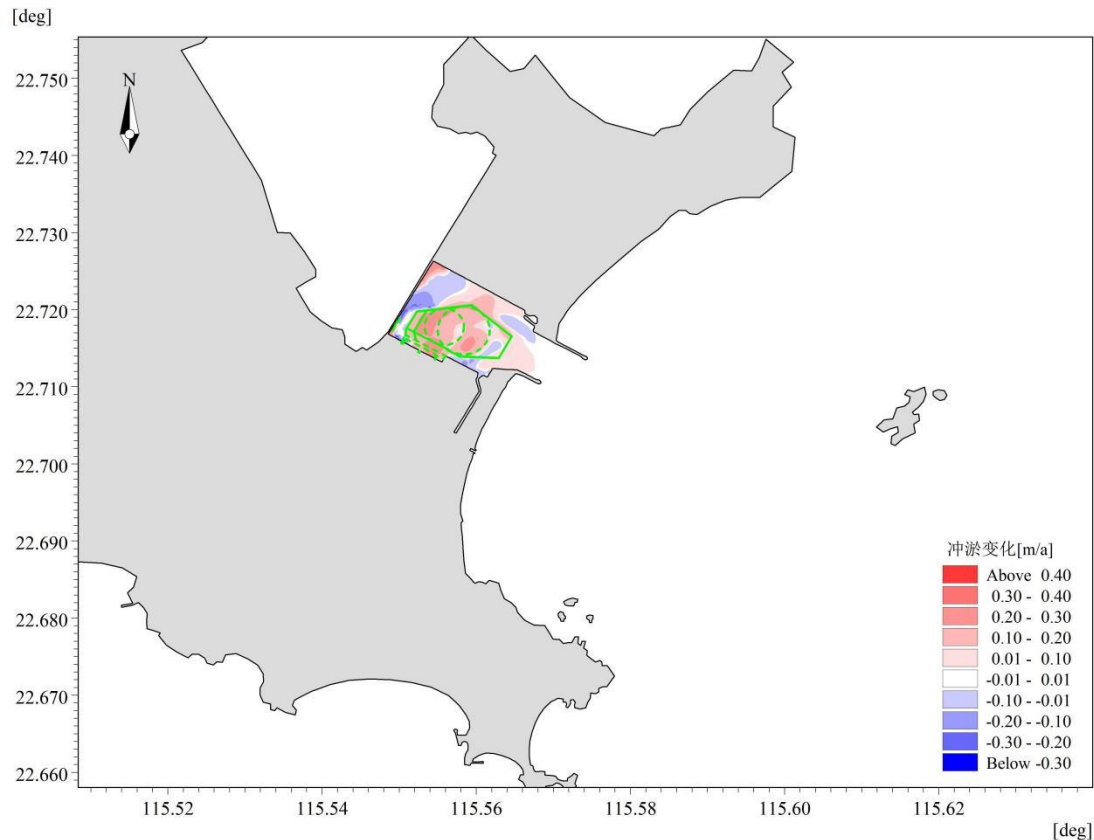 [deg]
22.750
N
22.740
22.730
22.720
22.710
22.700
22.690
22.680
22.670
22.660
冲淤变化[m/a]
Above 0.40
0.30 - 0.40
0.20 - 0.30
0.10 - 0.20
0.01 - 0.10
-0.01 - 0.01
-0.10 - -0.01
-0.20 - -0.10
-0.30 - -0.20
Below -0.30
115.52 115.54 115.56 115.58 115.60 115.62
[deg]